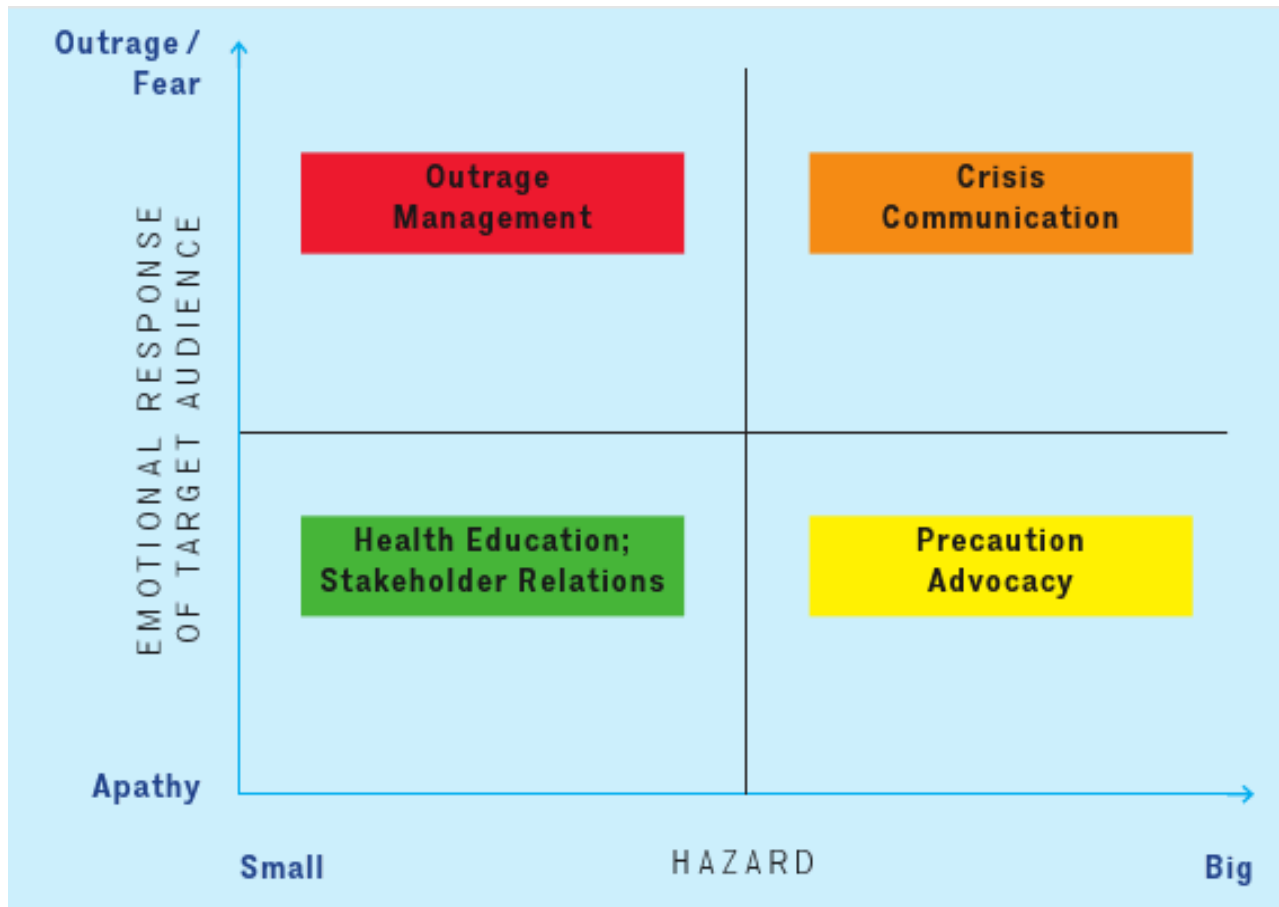 Outrage /
Fear
Outrage
Management
Crisis
Communication
EMOTIONAL RESPONSE
OF TARGET AUDIENCE
Health Education;
Stakeholder Relations
Precaution
Advocacy
Apathy
Small
HAZARD
Big